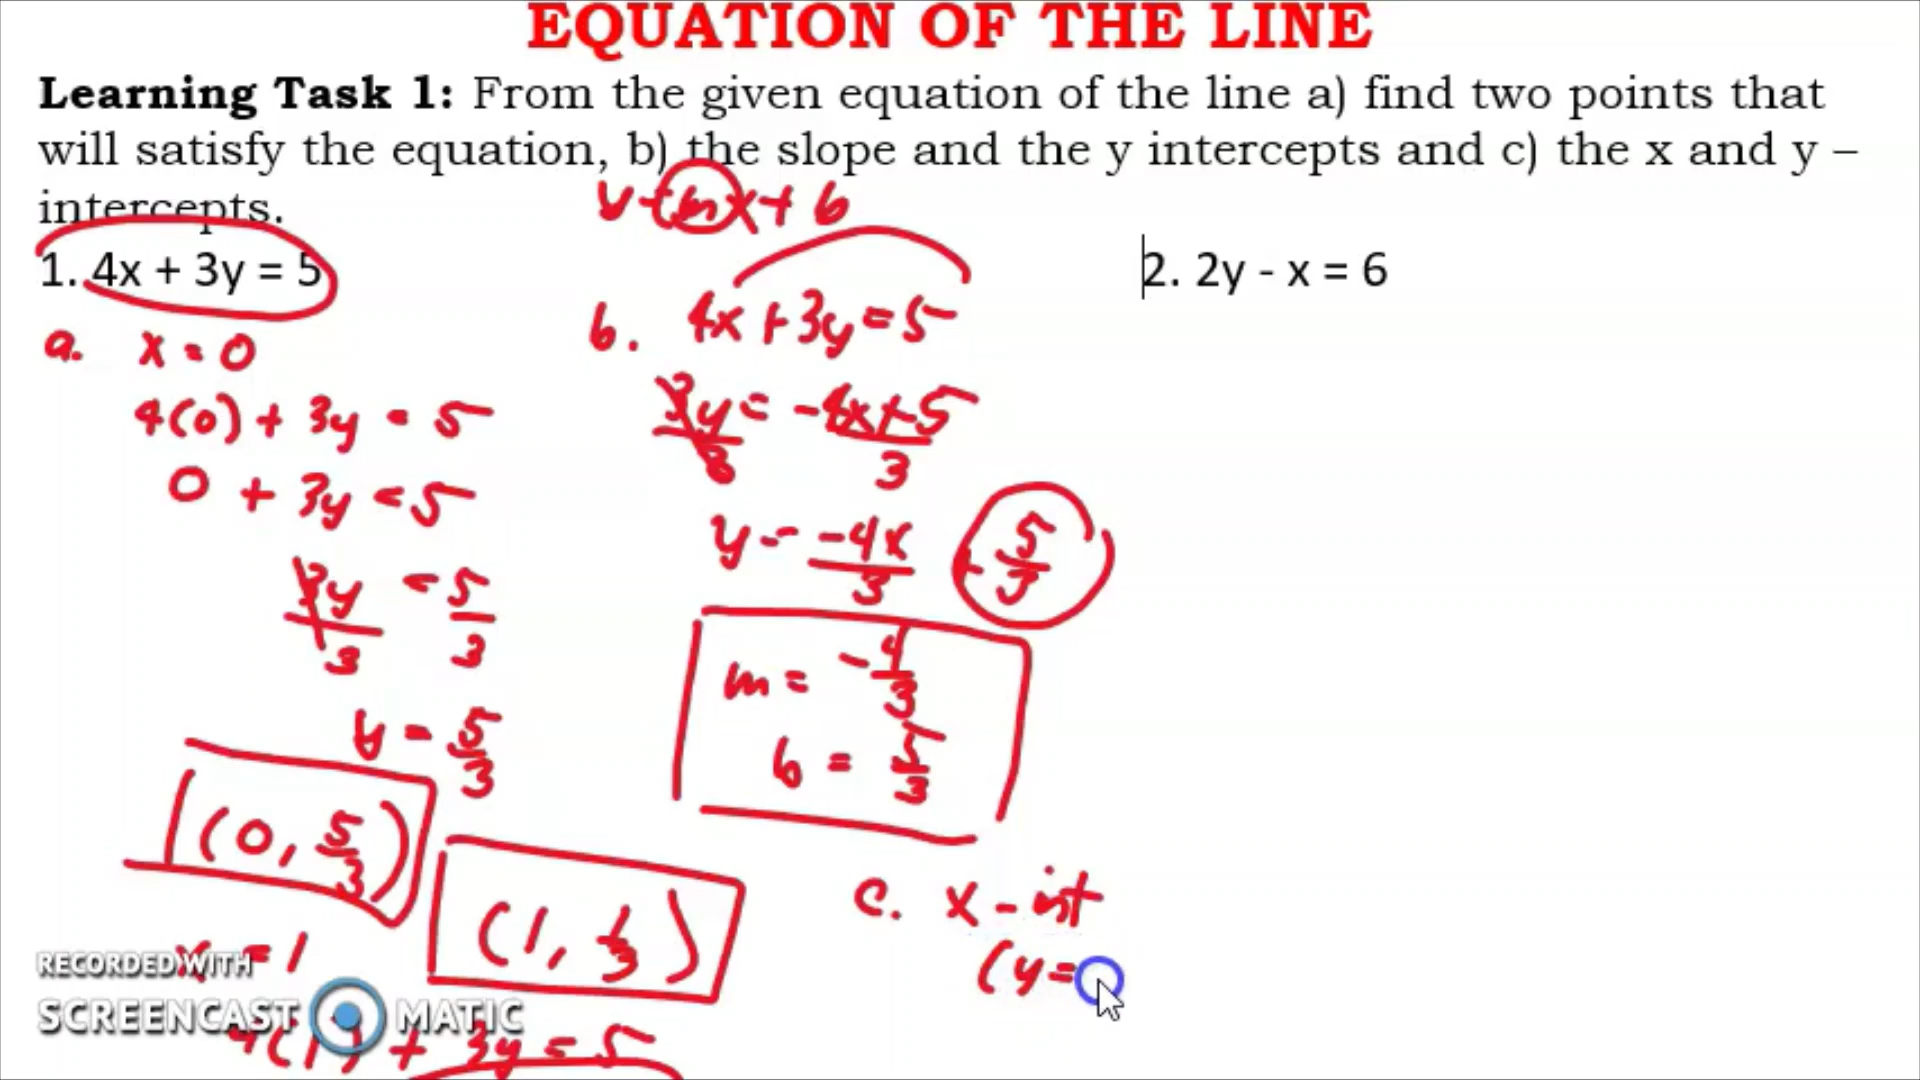 EQUATION OF THE LINE
Learning Task 1: From the given equation of the line a) find two points that
will satisfy the equation, b) the slope and the y intercepts and c) the x and y –
intercepts.
y = mx + b
1. 4x + 3y = 5
a. x = 0
4(0) + 3y = 5
0 + 3y = 5
3y/3 = 5/3
y = 5/3
(0, 5/3)
x = 1
(1, 1/3)
4(1) + 3y = 5
b. 4x + 3y = 5
3y/3 = -4x + 5/3
y = -4x/3 + 5/3
m = -4/3
b = 5/3
c. x - int
(y =
2. 2y - x = 6
RECORDED WITH
SCREENCAST MATIC